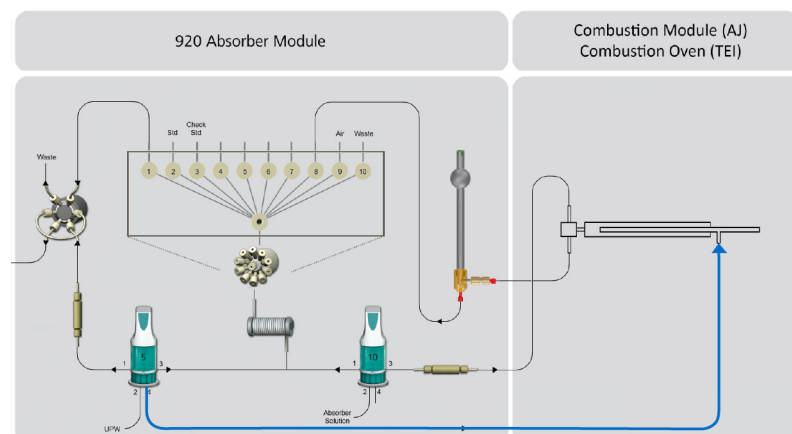 920 Absorber Module
Combustion Module (AJ)
Combustion Oven (TEI)
Check
Std
Std
Air
Waste
Waste
1
2
3
4
5
6
7
8
9
10
5
10
1
3
1
3
2
4
2
4
Absorber
Solution
UPW